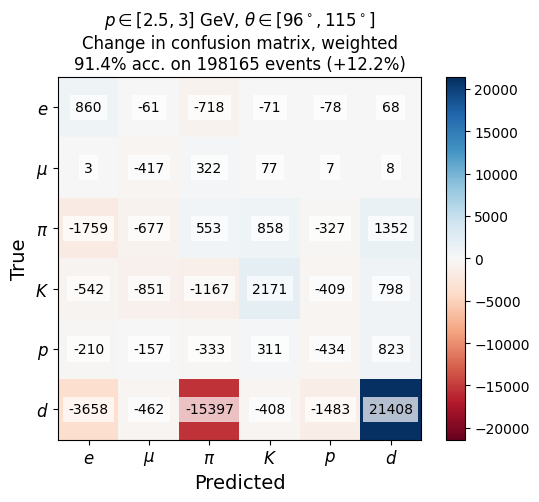 p ∈ [2.5, 3] GeV, θ ∈ [96°, 115°]
Change in confusion matrix, weighted
91.4% acc. on 198165 events (+12.2%)
True
e 860 -61 -718 -71 -78 68
μ 3 -417 322 77 7 8
π -1759 -677 553 858 -327 1352
K -542 -851 -1167 2171 -409 798
p -210 -157 -333 311 -434 823
d -3658 -462 -15397 -408 -1483 21408
e μ π K p d
Predicted
20000
15000
10000
5000
0
−5000
−10000
−15000
−20000